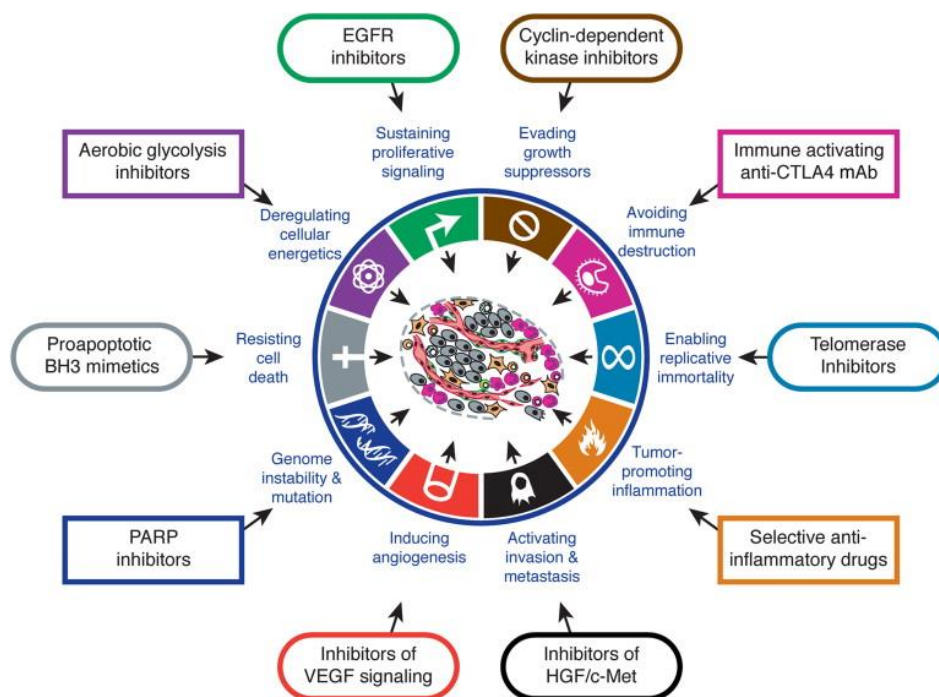 EGFR
inhibitors
Cyclin-dependent
kinase inhibitors
Sustaining
proliferative
signaling
Evading
growth
suppressors
Aerobic glycolysis
inhibitors
Immune activating
anti-CTLA4 mAb
Deregulating
cellular
energetics
Avoiding
immune
destruction
Proapoptotic
BH3 mimetics
Resisting
cell
death
Enabling
replicative
immortality
Telomerase
Inhibitors
Genome
instability &
mutation
Tumor-
promoting
inflammation
PARP
inhibitors
Inducing
angiogenesis
Activating
invasion &
metastasis
Selective anti-
inflammatory drugs
Inhibitors of
VEGF signaling
Inhibitors of
HGF/c-Met